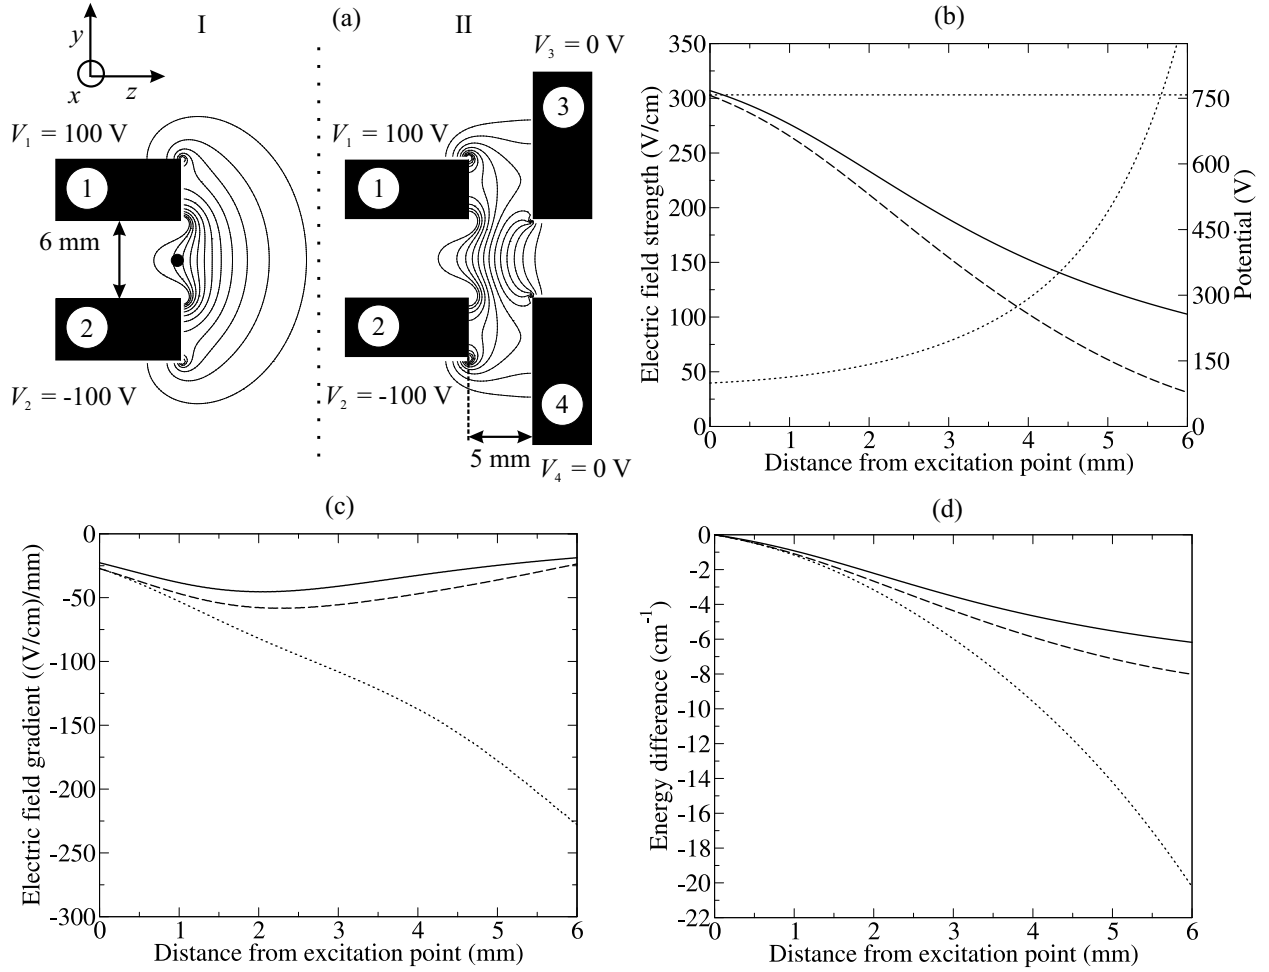 (a)
I
II
y
x
z
V1 = 100 V
1
6 mm
2
V2 = -100 V
V3 = 0 V
3
V1 = 100 V
1
2
V2 = -100 V
4
5 mm
V4 = 0 V
(b)
350
300
250
200
150
100
50
0
Electric field strength (V/cm)
750
600
450
300
150
0
Potential (V)
0 1 2 3 4 5 6
Distance from excitation point (mm)
(c)
0
-50
-100
-150
-200
-250
-300
Electric field gradient ((V/cm)/mm)
0 1 2 3 4 5 6
Distance from excitation point (mm)
(d)
0
-2
-4
-6
-8
-10
-12
-14
-16
-18
-20
-22
Energy difference (cm⁻¹)
0 1 2 3 4 5 6
Distance from excitation point (mm)